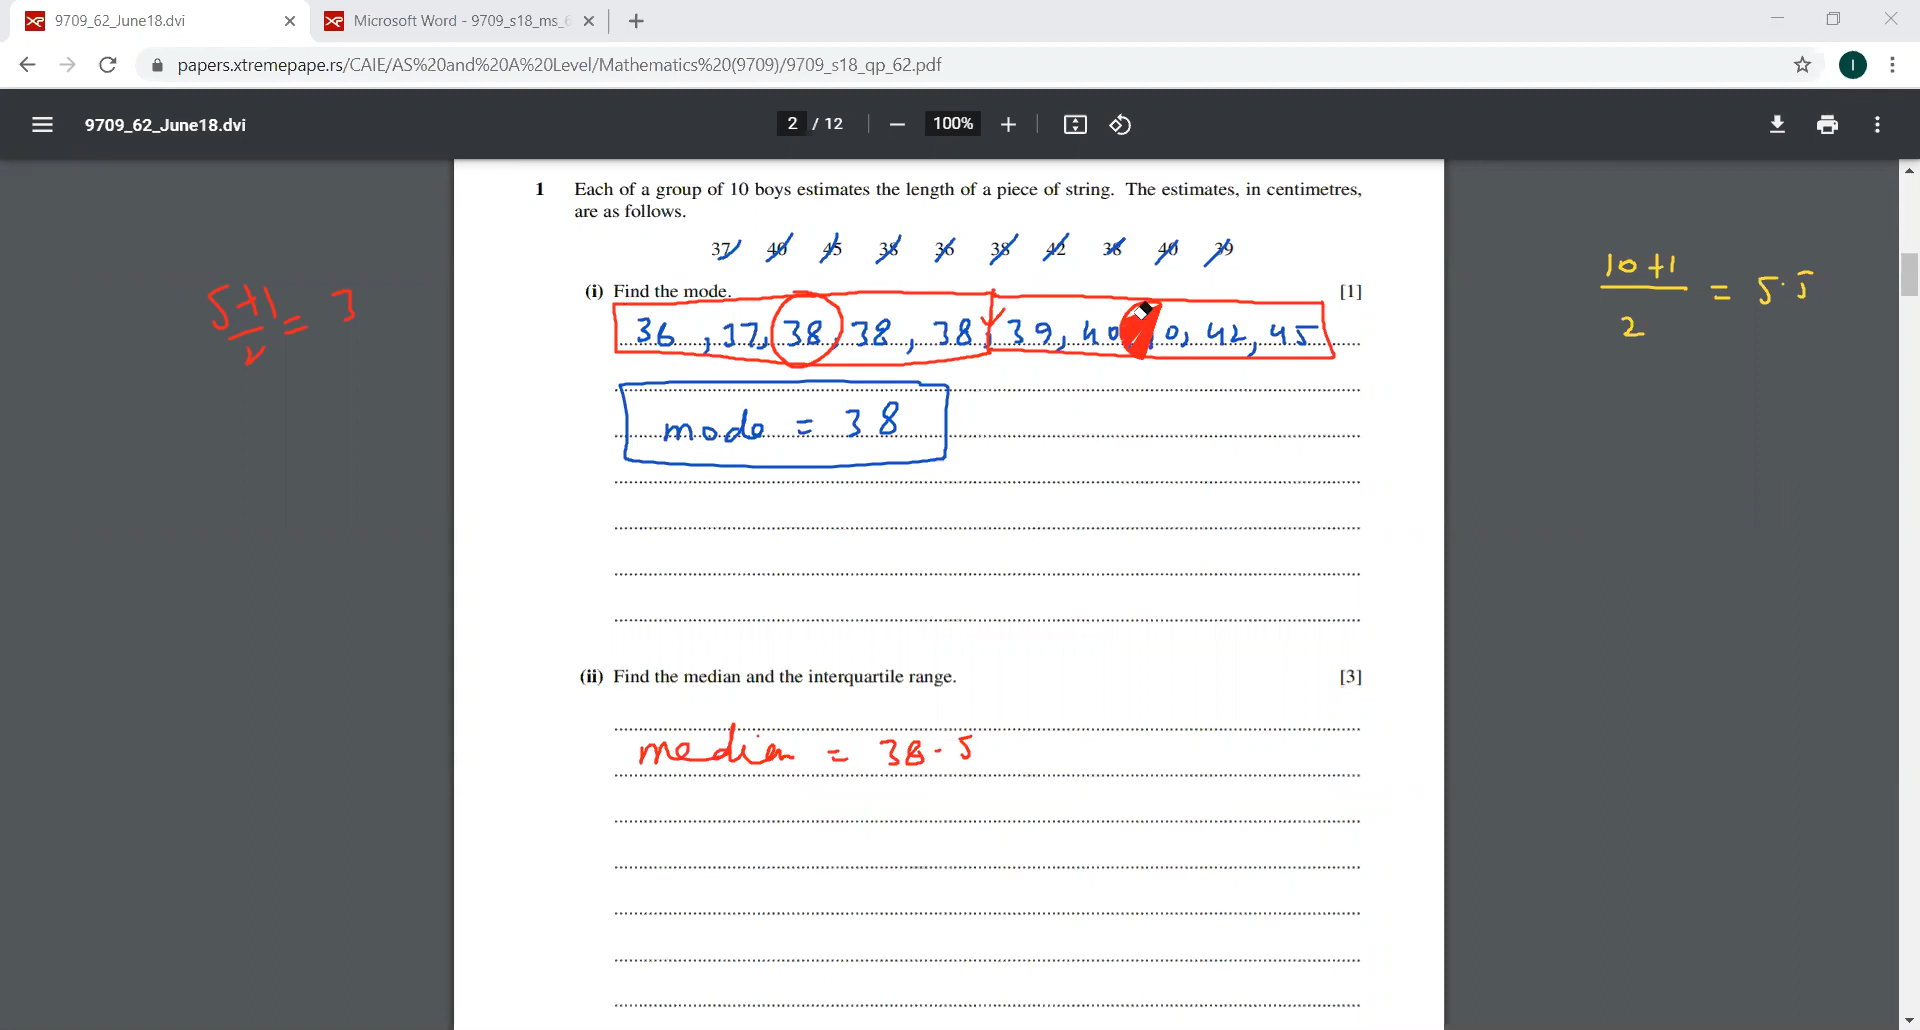 9709_62_June18.dvi
Microsoft Word - 9709_s18_ms_6
papers.xtremepape.rs/CAIE/AS%20and%20A%20Level/Mathematics%20(9709)/9709_s18_qp_62.pdf
I
9709_62_June18.dvi
2 / 12
100%
1 Each of a group of 10 boys estimates the length of a piece of string. The estimates, in centimetres,
are as follows.
37 40 45 38 36 38 42 38 40 39
(i) Find the mode. [1]
36, 37, 38, 38, 38, 39, 40, 0, 42, 45
mode = 38
(ii) Find the median and the interquartile range. [3]
median = 38.5
5+1
2
= 3
10+1
2
= 5.5